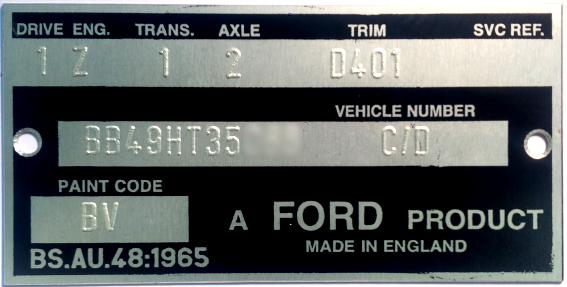 DRIVE ENG. TRANS. AXLE TRIM SVC REF.
1 Z 1 2 D401
VEHICLE NUMBER
BB49HT35 C/D
PAINT CODE
BV
A FORD PRODUCT
MADE IN ENGLAND
BS.AU.48:1965